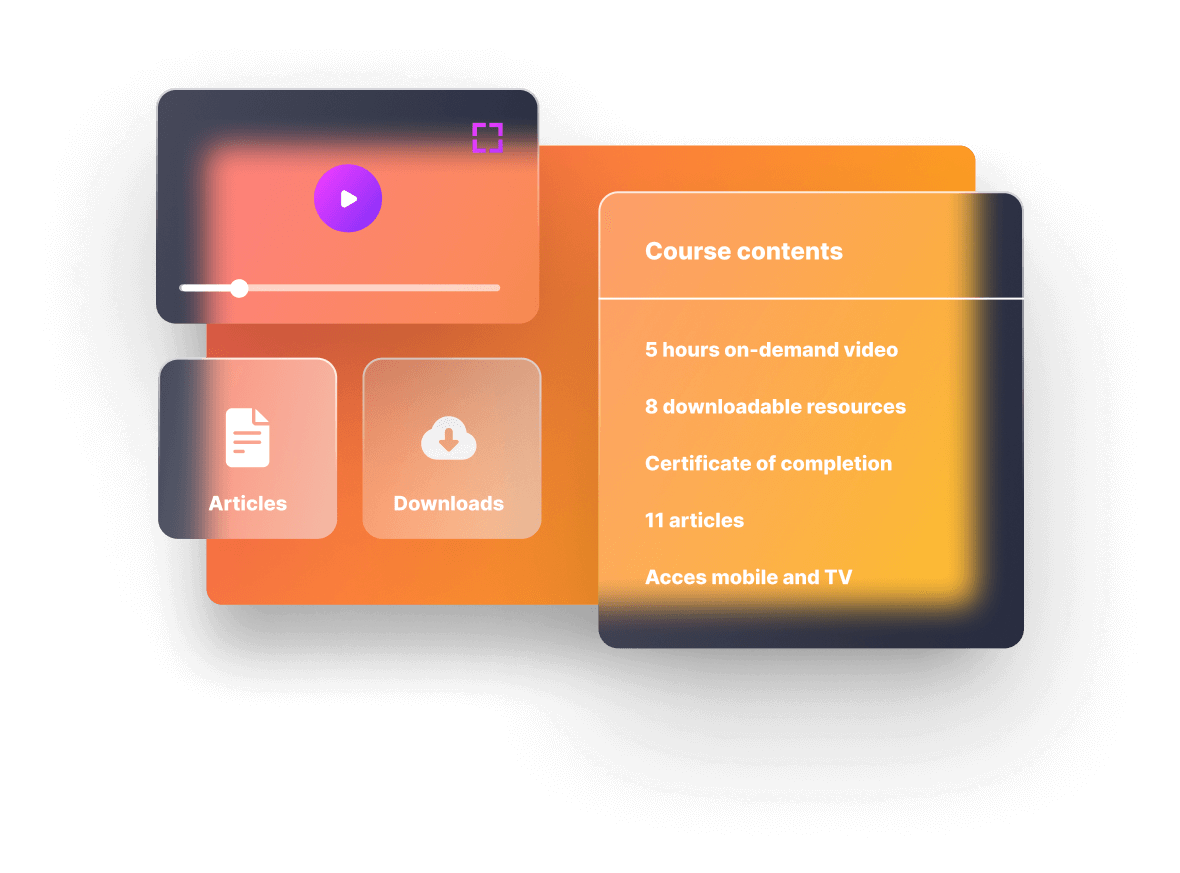 Course contents
5 hours on-demand video
8 downloadable resources
Certificate of completion
11 articles
Acces mobile and TV
Articles
Downloads